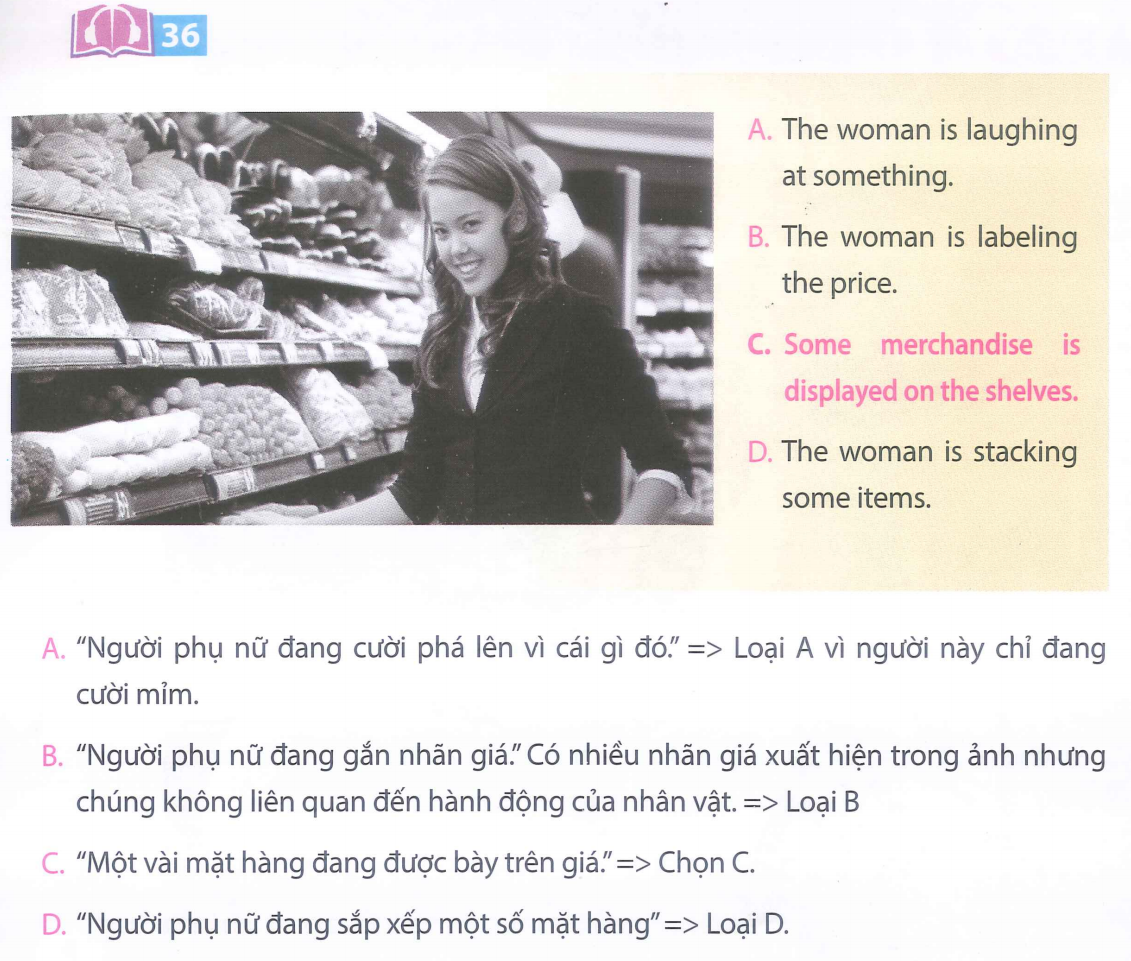 36
A. The woman is laughing
at something.
B. The woman is labeling
the price.
C. Some merchandise is
displayed on the shelves.
D. The woman is stacking
some items.
A. “Người phụ nữ đang cười phá lên vì cái gì đó.” => Loại A vì người này chỉ đang
cười mỉm.
B. “Người phụ nữ đang gắn nhãn giá.” Có nhiều nhãn giá xuất hiện trong ảnh nhưng
chúng không liên quan đến hành động của nhân vật. => Loại B
C. “Một vài mặt hàng đang được bày trên giá.” => Chọn C.
D. “Người phụ nữ đang sắp xếp một số mặt hàng” => Loại D.